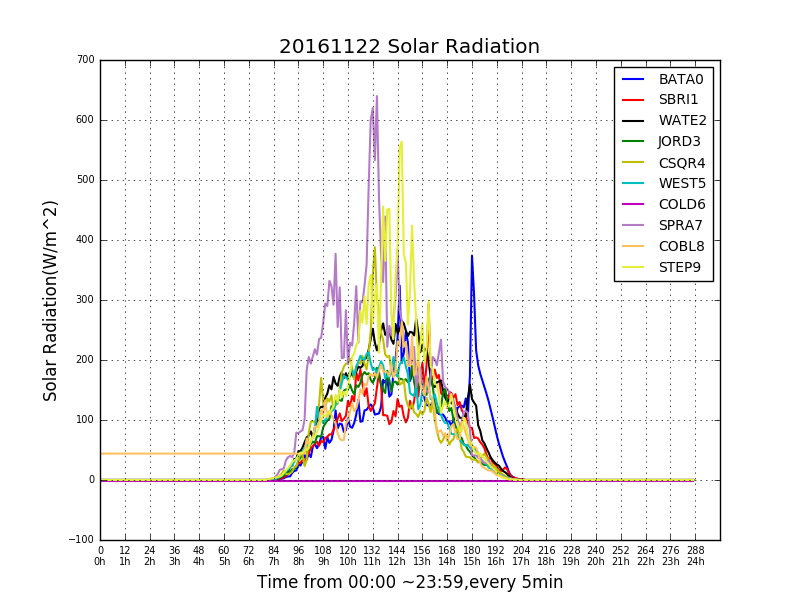 20161122 Solar Radiation
700
600
500
400
300
200
100
0
−100
Solar Radiation(W/m^2)
BATA0
SBRI1
WATE2
JORD3
CSQR4
WEST5
COLD6
SPRA7
COBL8
STEP9
0 12 24 36 48 60 72 84 96 108 120 132 144 156 168 180 192 204 216 228 240 252 264 276 288
0h 1h 2h 3h 4h 5h 6h 7h 8h 9h 10h 11h 12h 13h 14h 15h 16h 17h 18h 19h 20h 21h 22h 23h 24h
Time from 00:00 ~23:59,every 5min